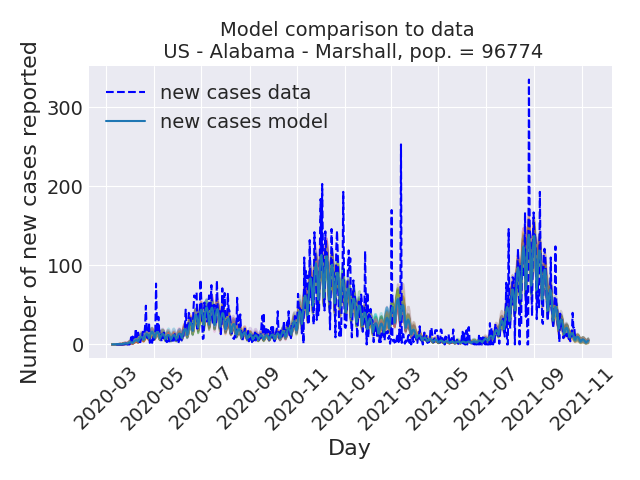 Model comparison to data
US - Alabama - Marshall, pop. = 96774
Number of new cases reported
new cases data
new cases model
300
200
100
0
2020-03
2020-05
2020-07
2020-09
2020-11
2021-01
2021-03
2021-05
2021-07
2021-09
2021-11
Day